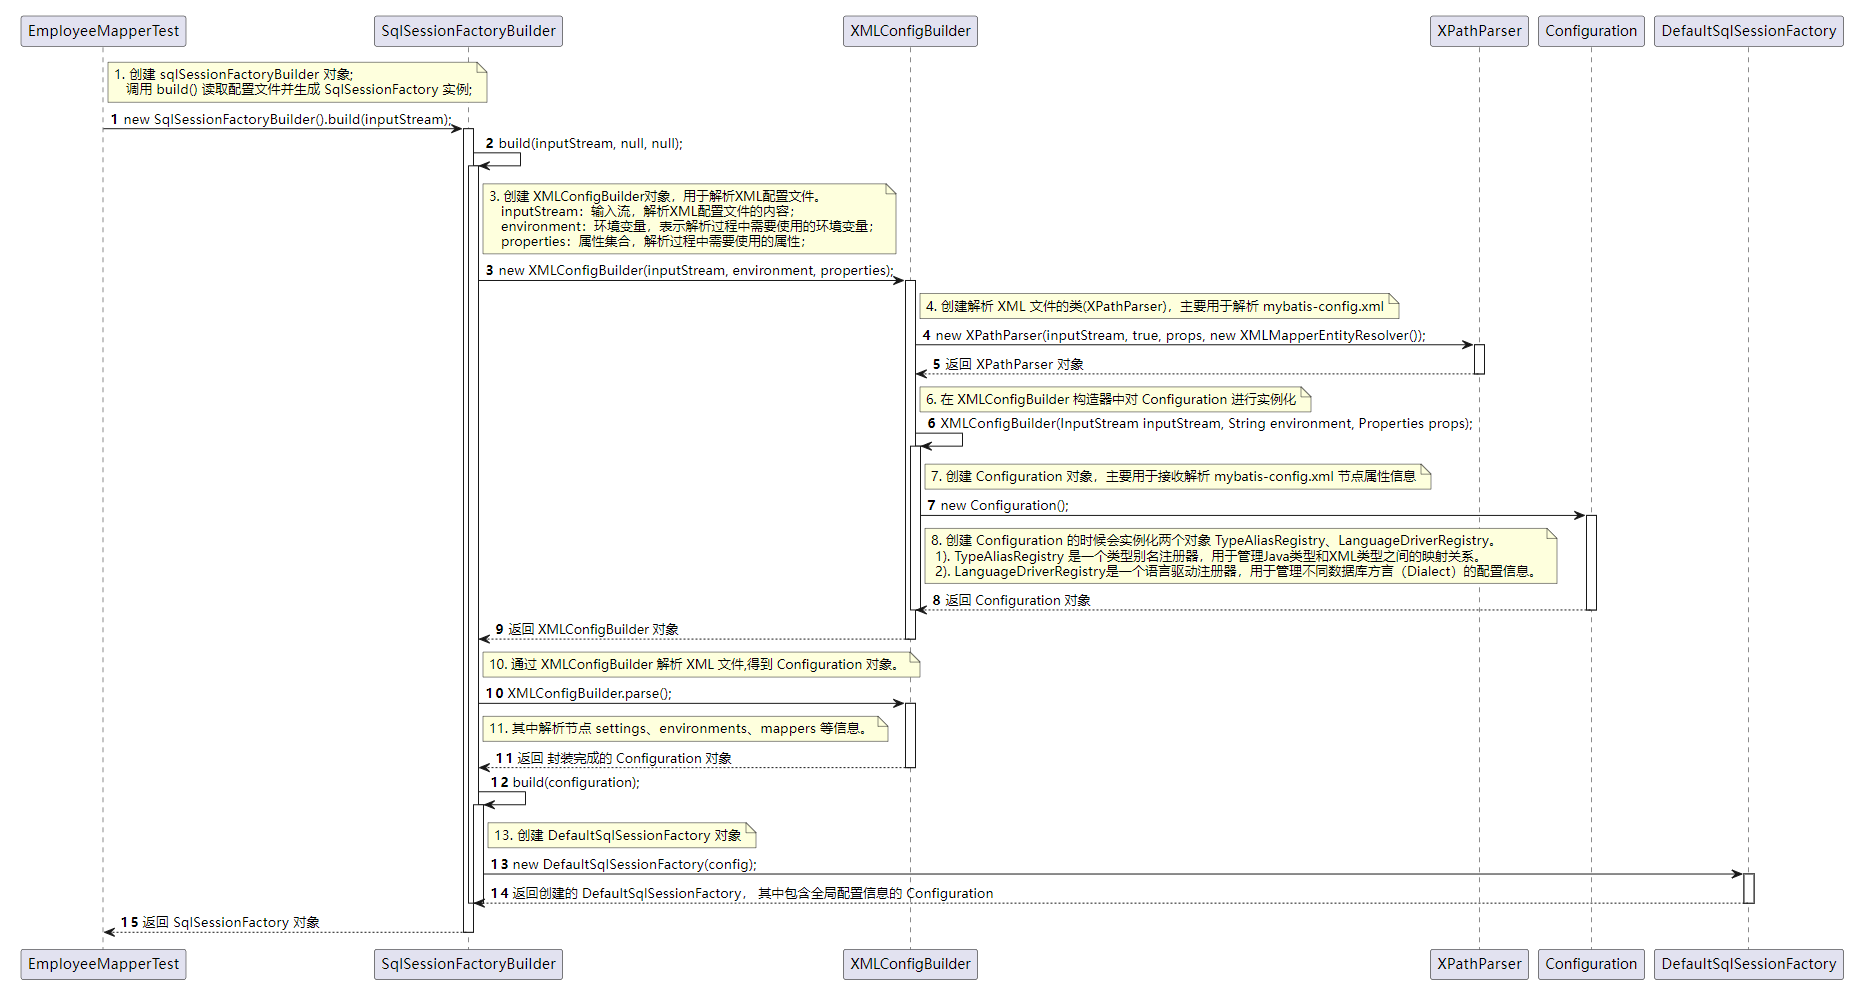 EmployeeMapperTest
SqlSessionFactoryBuilder
XMLConfigBuilder
XPathParser
Configuration
DefaultSqlSessionFactory
1. 创建 sqlSessionFactoryBuilder 对象;
调用 build() 读取配置文件并生成 SqlSessionFactory 实例;
1 new SqlSessionFactoryBuilder().build(inputStream);
2 build(inputStream, null, null);
3. 创建 XMLConfigBuilder对象，用于解析XML配置文件。
inputStream：输入流，解析XML配置文件的内容；
environment：环境变量，表示解析过程中需要使用的环境变量；
properties：属性集合，解析过程中需要使用的属性；
3 new XMLConfigBuilder(inputStream, environment, properties);
4. 创建解析 XML 文件的类(XPathParser)，主要用于解析 mybatis-config.xml
4 new XPathParser(inputStream, true, props, new XMLMapperEntityResolver());
5 返回 XPathParser 对象
6. 在 XMLConfigBuilder 构造器中对 Configuration 进行实例化
6 XMLConfigBuilder(InputStream inputStream, String environment, Properties props);
7. 创建 Configuration 对象，主要用于接收解析 mybatis-config.xml 节点属性信息
7 new Configuration();
8. 创建 Configuration 的时候会实例化两个对象 TypeAliasRegistry、LanguageDriverRegistry。
1). TypeAliasRegistry 是一个类型别名注册器，用于管理Java类型和XML类型之间的映射关系。
2). LanguageDriverRegistry是一个语言驱动注册器，用于管理不同数据库方言（Dialect）的配置信息。
8 返回 Configuration 对象
9 返回 XMLConfigBuilder 对象
10. 通过 XMLConfigBuilder 解析 XML 文件,得到 Configuration 对象。
10 XMLConfigBuilder.parse();
11. 其中解析节点 settings、environments、mappers 等信息。
11 返回 封装完成的 Configuration 对象
12 build(configuration);
13. 创建 DefaultSqlSessionFactory 对象
13 new DefaultSqlSessionFactory(config);
14 返回创建的 DefaultSqlSessionFactory， 其中包含全局配置信息的 Configuration
15 返回 SqlSessionFactory 对象
EmployeeMapperTest
SqlSessionFactoryBuilder
XMLConfigBuilder
XPathParser
Configuration
DefaultSqlSessionFactory